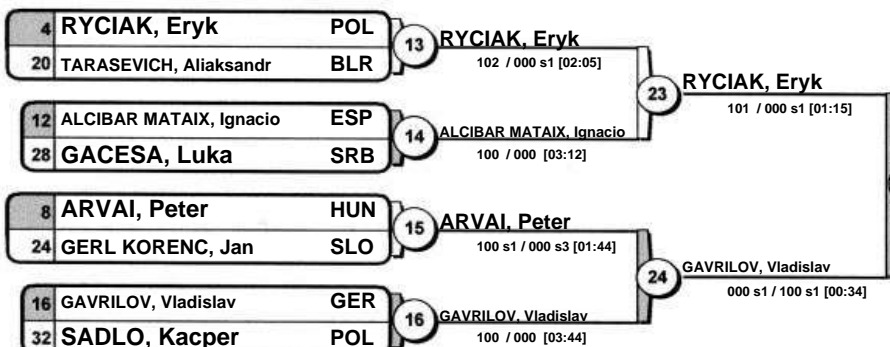 4 RYCIAK, Eryk POL
20 TARASEVICH, Aliaksandr BLR
13 RYCIAK, Eryk
102 / 000 s1 [02:05]
12 ALCIBAR MATAIX, Ignacio ESP
28 GACESA, Luka SRB
14 ALCIBAR MATAIX, Ignacio
100 / 000 [03:12]
23 RYCIAK, Eryk
101 / 000 s1 [01:15]
8 ARVAI, Peter HUN
24 GERL KORENC, Jan SLO
15 ARVAI, Peter
100 s1 / 000 s3 [01:44]
16 GAVRILOV, Vladislav GER
32 SADLO, Kacper POL
16 GAVRILOV, Vladislav
100 / 000 [03:44]
24 GAVRILOV, Vladislav
000 s1 / 100 s1 [00:34]